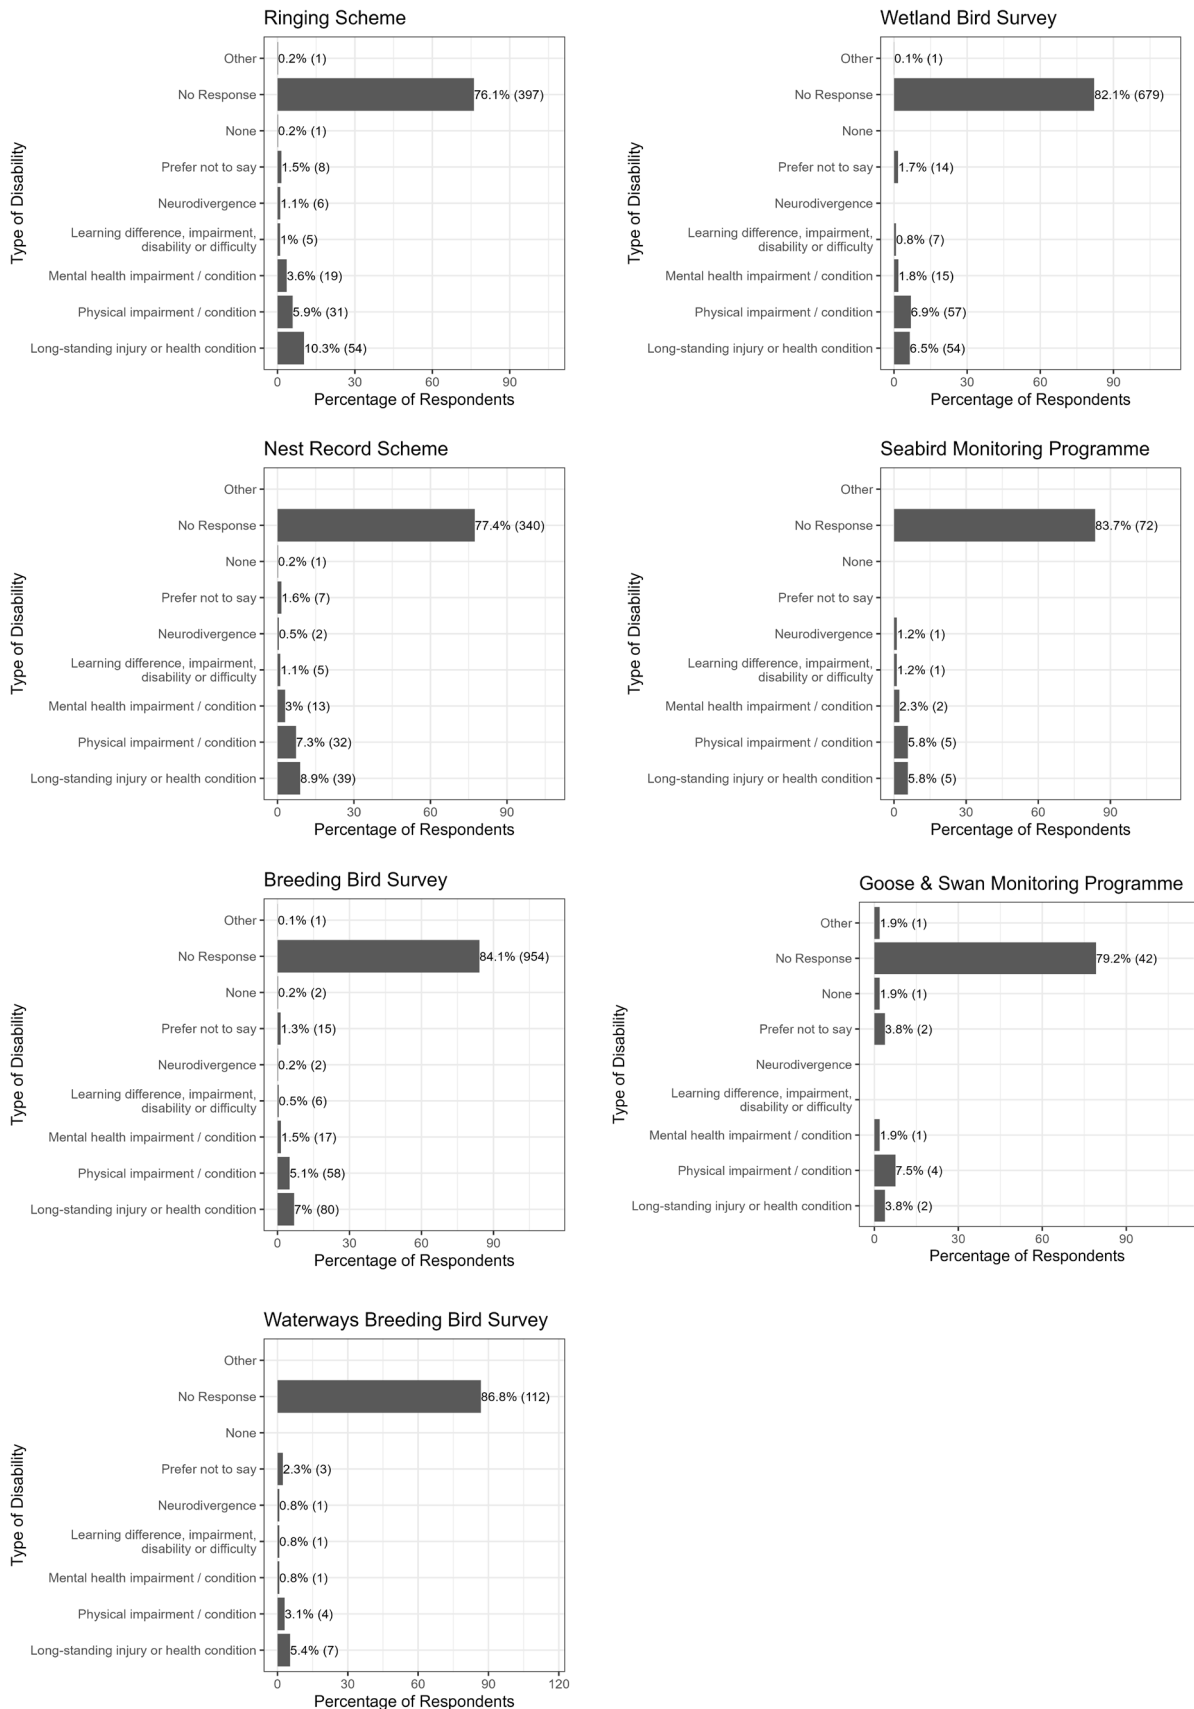 Ringing Scheme
Type of Disability
Other
0.2% (1)
No Response
76.1% (397)
None
0.2% (1)
Prefer not to say
1.5% (8)
Neurodivergence
1.1% (6)
Learning difference, impairment,
disability or difficulty
1% (5)
Mental health impairment / condition
3.6% (19)
Physical impairment / condition
5.9% (31)
Long-standing injury or health condition
10.3% (54)
0 30 60 90
Percentage of Respondents
Wetland Bird Survey
Type of Disability
Other
0.1% (1)
No Response
82.1% (679)
None
Prefer not to say
1.7% (14)
Neurodivergence
Learning difference, impairment,
disability or difficulty
0.8% (7)
Mental health impairment / condition
1.8% (15)
Physical impairment / condition
6.9% (57)
Long-standing injury or health condition
6.5% (54)
0 30 60 90
Percentage of Respondents
Nest Record Scheme
Type of Disability
Other
No Response
77.4% (340)
None
0.2% (1)
Prefer not to say
1.6% (7)
Neurodivergence
0.5% (2)
Learning difference, impairment,
disability or difficulty
1.1% (5)
Mental health impairment / condition
3% (13)
Physical impairment / condition
7.3% (32)
Long-standing injury or health condition
8.9% (39)
0 30 60 90
Percentage of Respondents
Seabird Monitoring Programme
Type of Disability
Other
No Response
83.7% (72)
None
Prefer not to say
Neurodivergence
1.2% (1)
Learning difference, impairment,
disability or difficulty
1.2% (1)
Mental health impairment / condition
2.3% (2)
Physical impairment / condition
5.8% (5)
Long-standing injury or health condition
5.8% (5)
0 30 60 90
Percentage of Respondents
Breeding Bird Survey
Type of Disability
Other
0.1% (1)
No Response
84.1% (954)
None
0.2% (2)
Prefer not to say
1.3% (15)
Neurodivergence
0.2% (2)
Learning difference, impairment,
disability or difficulty
0.5% (6)
Mental health impairment / condition
1.5% (17)
Physical impairment / condition
5.1% (58)
Long-standing injury or health condition
7% (80)
0 30 60 90
Percentage of Respondents
Goose & Swan Monitoring Programme
Type of Disability
Other
1.9% (1)
No Response
79.2% (42)
None
1.9% (1)
Prefer not to say
3.8% (2)
Neurodivergence
Learning difference, impairment,
disability or difficulty
Mental health impairment / condition
1.9% (1)
Physical impairment / condition
7.5% (4)
Long-standing injury or health condition
3.8% (2)
0 30 60 90
Percentage of Respondents
Waterways Breeding Bird Survey
Type of Disability
Other
No Response
86.8% (112)
None
Prefer not to say
2.3% (3)
Neurodivergence
0.8% (1)
Learning difference, impairment,
disability or difficulty
0.8% (1)
Mental health impairment / condition
0.8% (1)
Physical impairment / condition
3.1% (4)
Long-standing injury or health condition
5.4% (7)
0 30 60 90 120
Percentage of Respondents